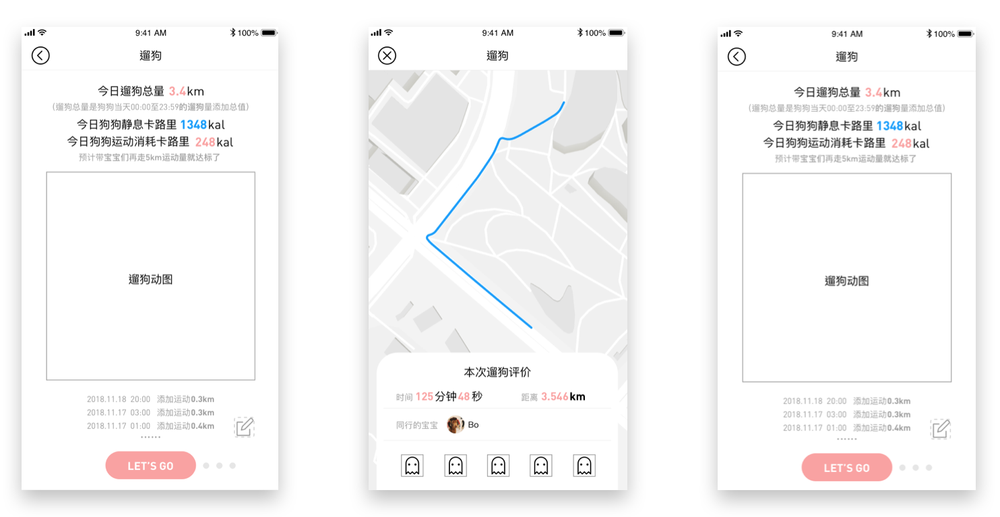 9:41 AM
100%
遛狗
今日遛狗总量 3.4km
(遛狗总量是狗狗当天00:00至23:59的遛狗量添加总值)
今日狗狗静息卡路里 1348kal
今日狗狗运动消耗卡路里 248kal
预计带宝宝们再走5km运动量就达标了
遛狗动图
2018.11.18 20:00 添加运动0.3km
2018.11.17 03:00 添加运动0.3km
2018.11.17 01:00 添加运动0.4km
······
LET'S GO
9:41 AM
100%
遛狗
本次遛狗评价
时间 125分钟48秒
距离 3.546km
同行的宝宝 Bo
9:41 AM
100%
遛狗
今日遛狗总量 3.4km
(遛狗总量是狗狗当天00:00至23:59的遛狗量添加总值)
今日狗狗静息卡路里 1348kal
今日狗狗运动消耗卡路里 248kal
预计带宝宝们再走5km运动量就达标了
遛狗动图
2018.11.18 20:00 添加运动0.3km
2018.11.17 03:00 添加运动0.3km
2018.11.17 01:00 添加运动0.4km
······
LET'S GO